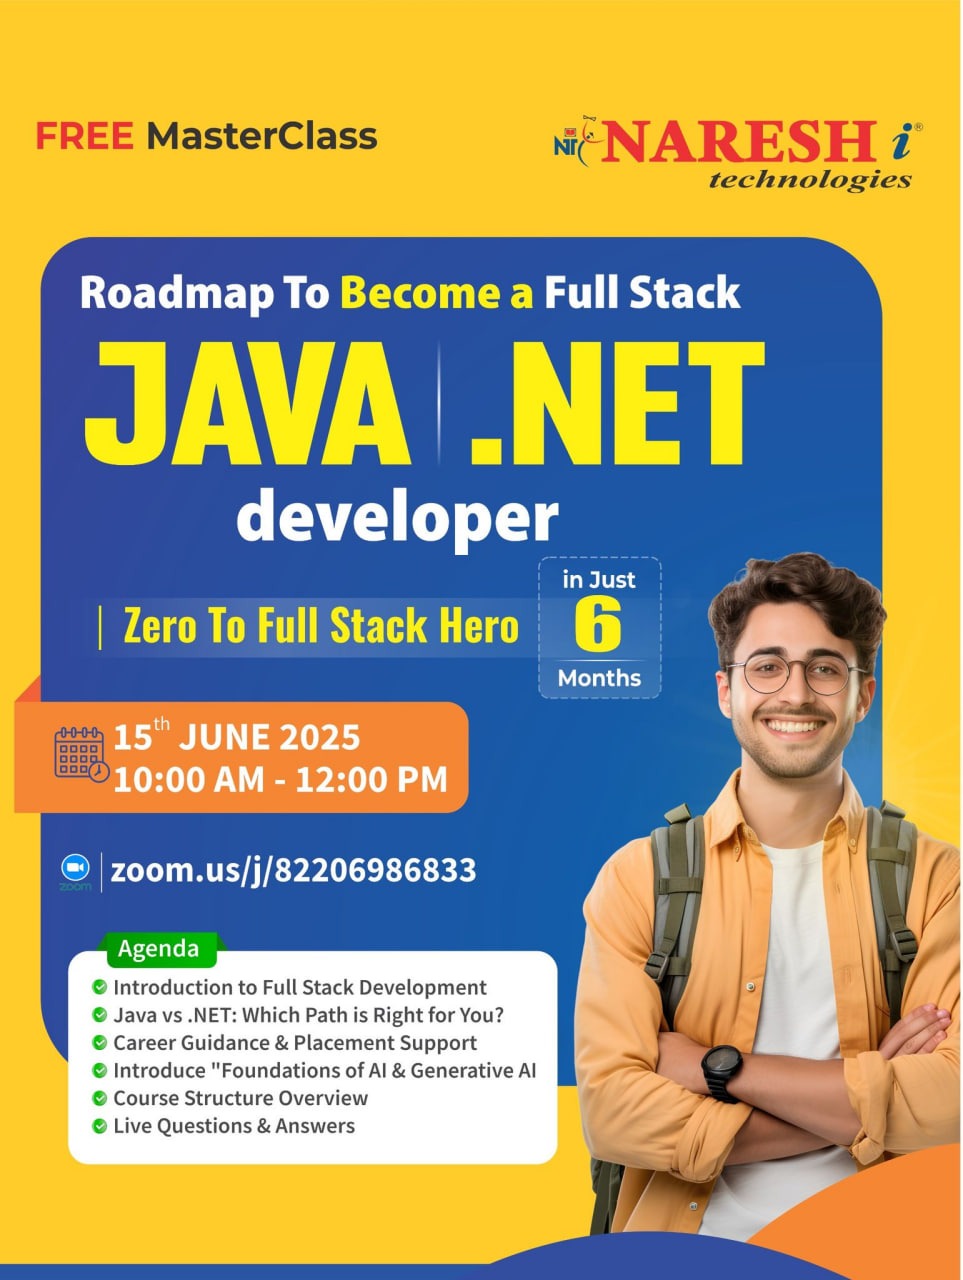 FREE MasterClass
NT
NARESH i®
technologies
Roadmap To Become a Full Stack
JAVA | .NET
developer
Zero To Full Stack Hero
in Just
6
Months
15th JUNE 2025
10:00 AM - 12:00 PM
zoom
zoom.us/j/82206986833
Agenda
Introduction to Full Stack Development
Java vs .NET: Which Path is Right for You?
Career Guidance & Placement Support
Introduce "Foundations of AI & Generative AI
Course Structure Overview
Live Questions & Answers